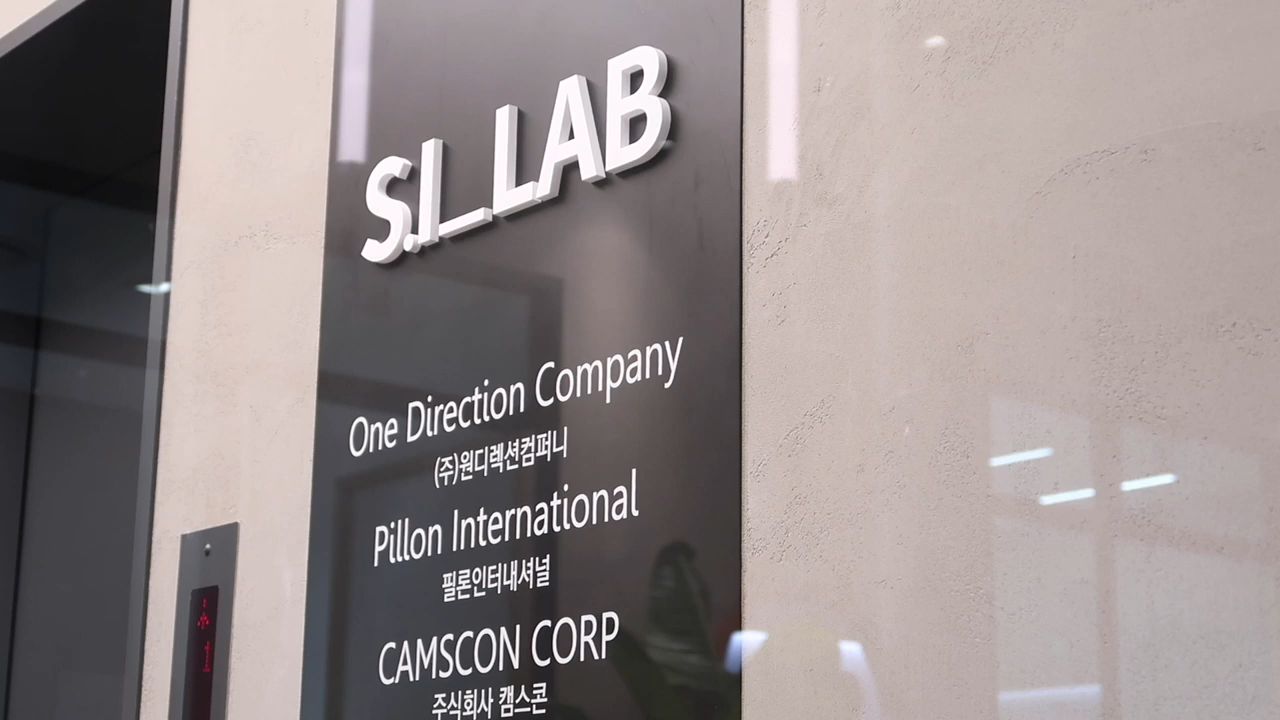 S.I_LAB
One Direction Company
(주)원디렉션컴퍼니
Pillon International
필론인터내셔널
CAMSCON CORP
주식회사 캠스콘